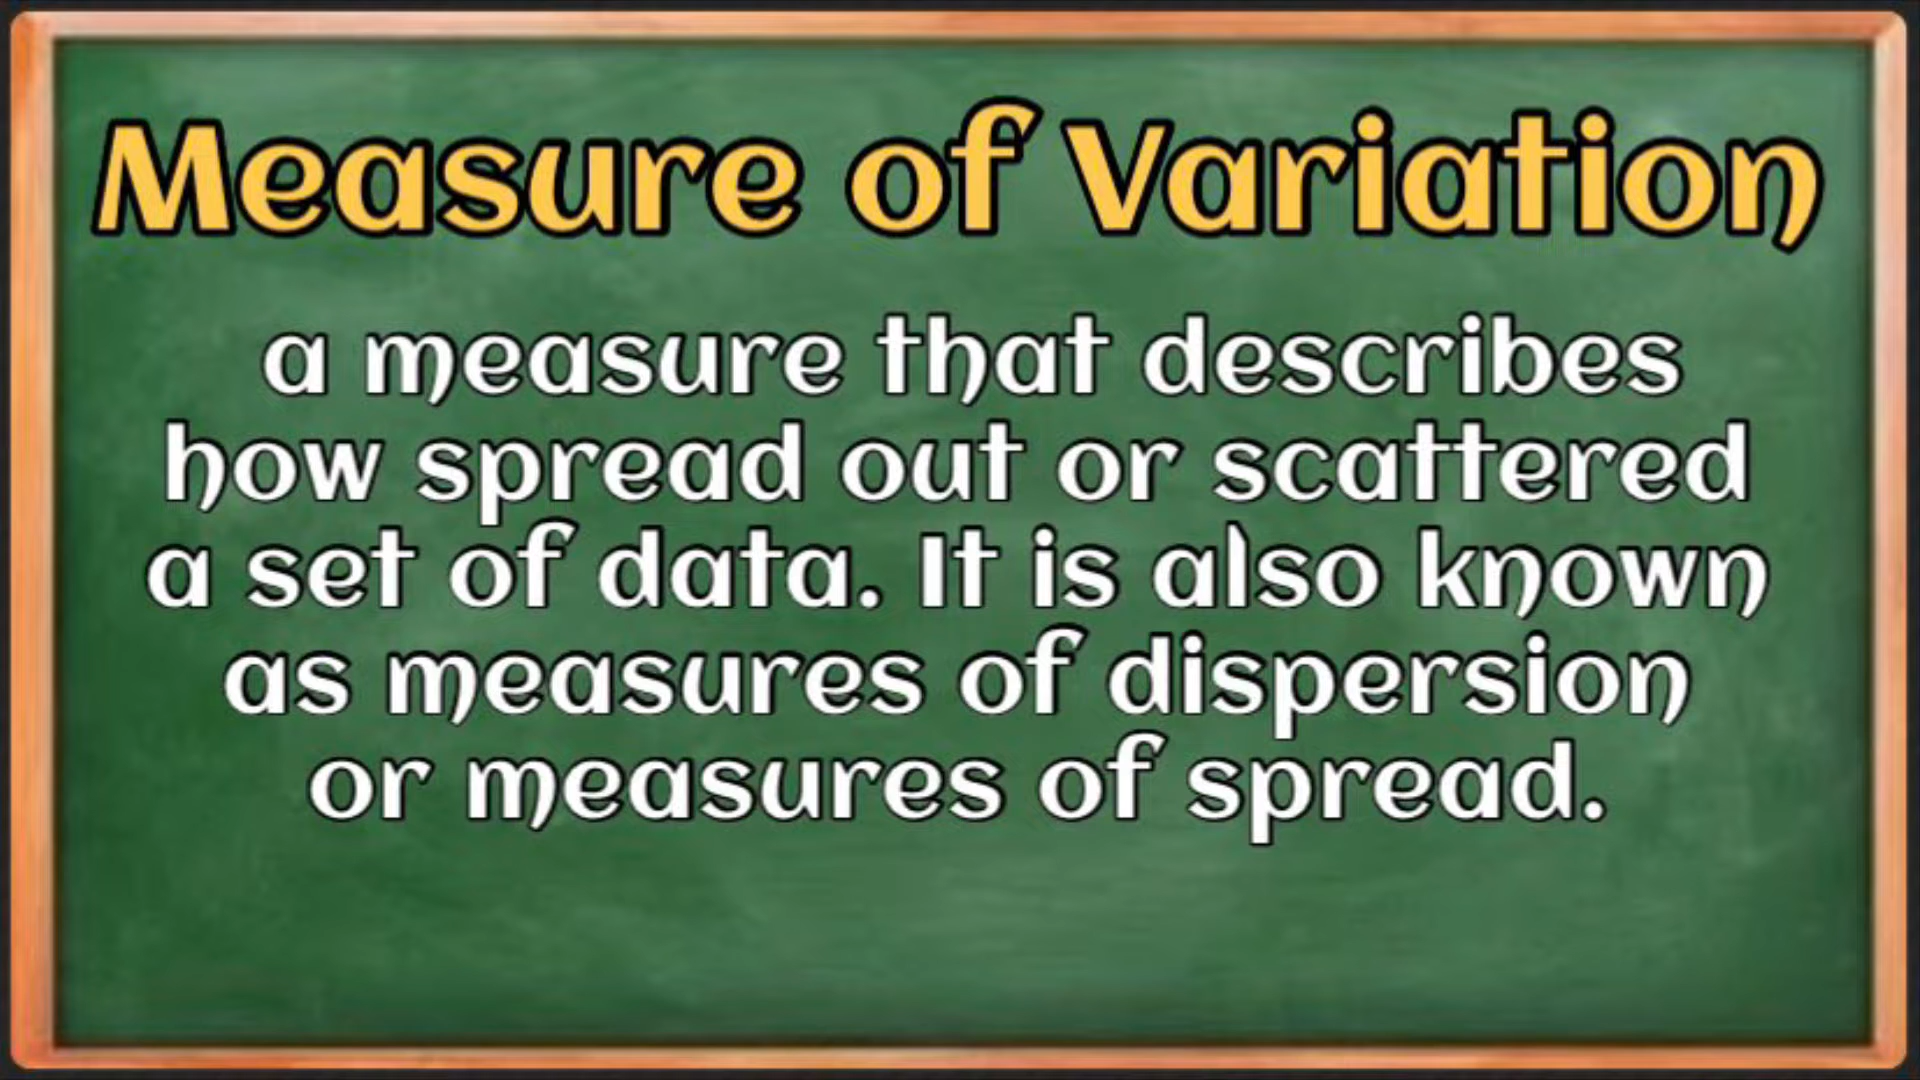 Measure of Variation
a measure that describes
how spread out or scattered
a set of data. It is also known
as measures of dispersion
or measures of spread.